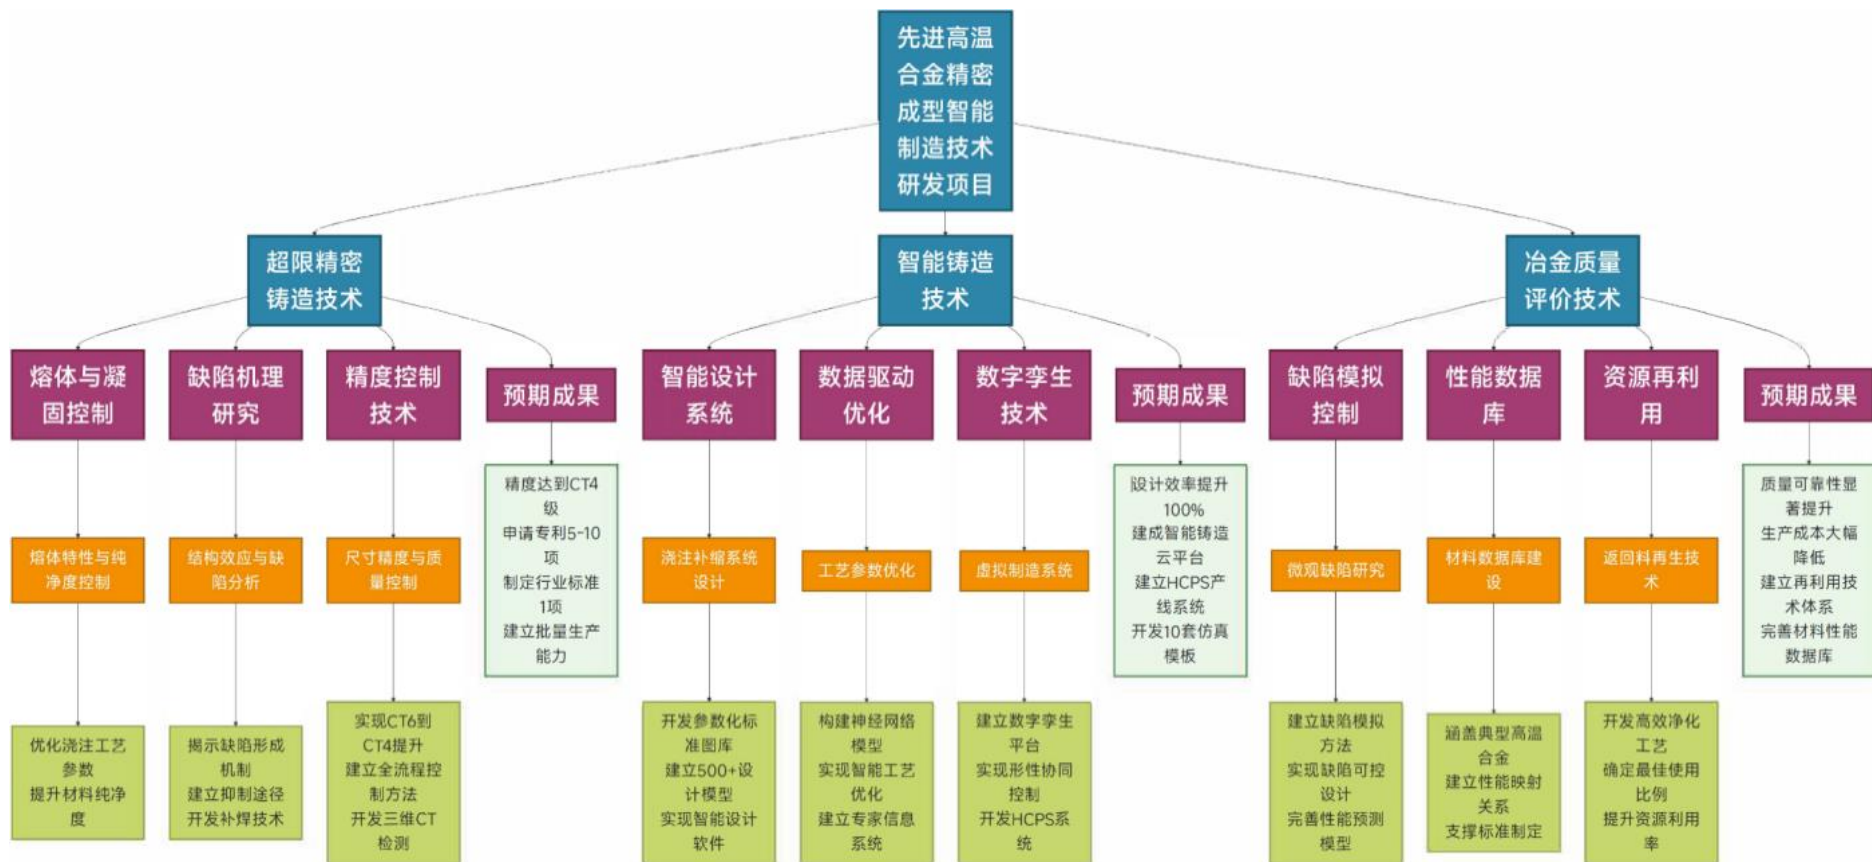 先进高温
合金精密
成型智能
制造技术
研发项目
超限精密
铸造技术
智能铸造
技术
冶金质量
评价技术
熔体与凝
固控制
缺陷机理
研究
精度控制
技术
预期成果
智能设计
系统
数据驱动
优化
数字孪生
技术
预期成果
缺陷模拟
控制
性能数据
库
资源再利
用
预期成果
熔体特性与纯
净度控制
结构效应与缺
陷分析
尺寸精度与质
量控制
精度达到CT4
级
申请专利5-10
项
制定行业标准
1项
建立批量生产
能力
浇注补缩系统
设计
工艺参数优化
虚拟制造系统
设计效率提升
100%
建成智能铸造
云平台
建立HCPS产
线系统
开发10套仿真
模板
微观缺陷研究
材料数据库建
设
返回料再生技
术
质量可靠性显
著提升
生产成本大幅
降低
建立再利用技
术体系
完善材料性能
数据库
优化浇注工艺
参数
提升材料纯净
度
揭示缺陷形成
机制
建立抑制途径
开发补焊技术
实现CT6到
CT4提升
建立全流程控
制方法
开发三维CT
检测
开发参数化标
准图库
建立500+设
计模型
实现智能设计
软件
构建神经网络
模型
实现智能工艺
优化
建立专家信息
系统
建立数字孪生
平台
实现形性协同
控制
开发HCPS系
统
建立缺陷模拟
方法
实现缺陷可控
设计
完善性能预测
模型
涵盖典型高温
合金
建立性能映射
关系
支撑标准制定
开发高效净化
工艺
确定最佳使用
比例
提升资源利用
率